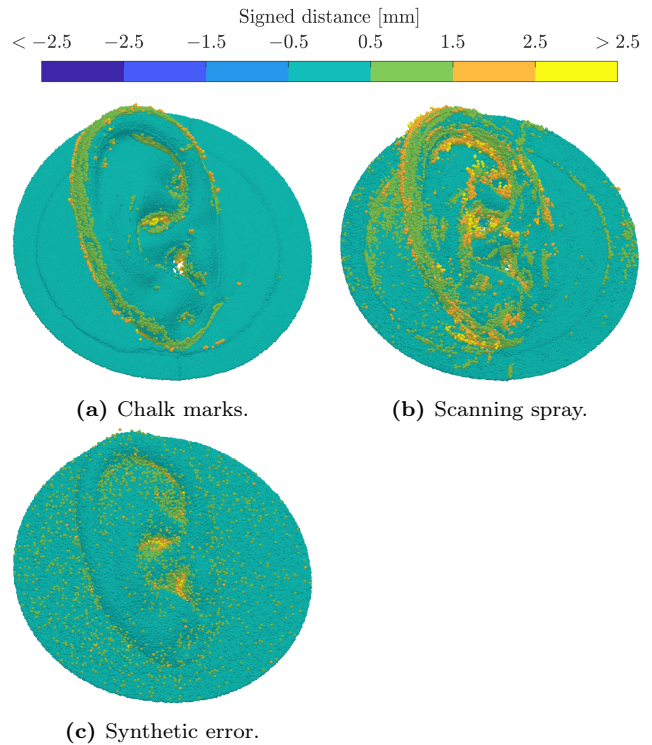 Signed distance [mm]
< −2.5 −2.5 −1.5 −0.5 0.5 1.5 2.5 > 2.5
(a) Chalk marks.
(b) Scanning spray.
(c) Synthetic error.